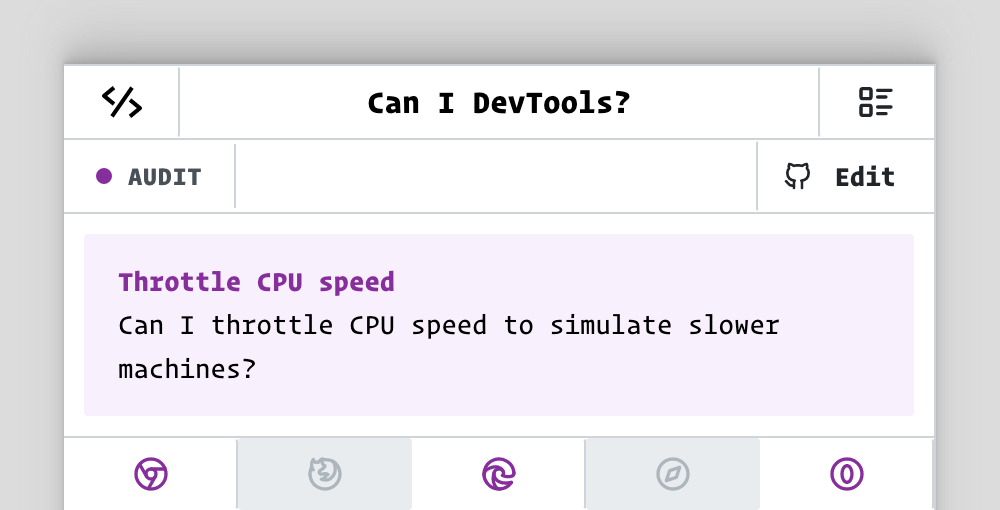 Can I DevTools?
AUDIT
Edit
Throttle CPU speed
Can I throttle CPU speed to simulate slower
machines?